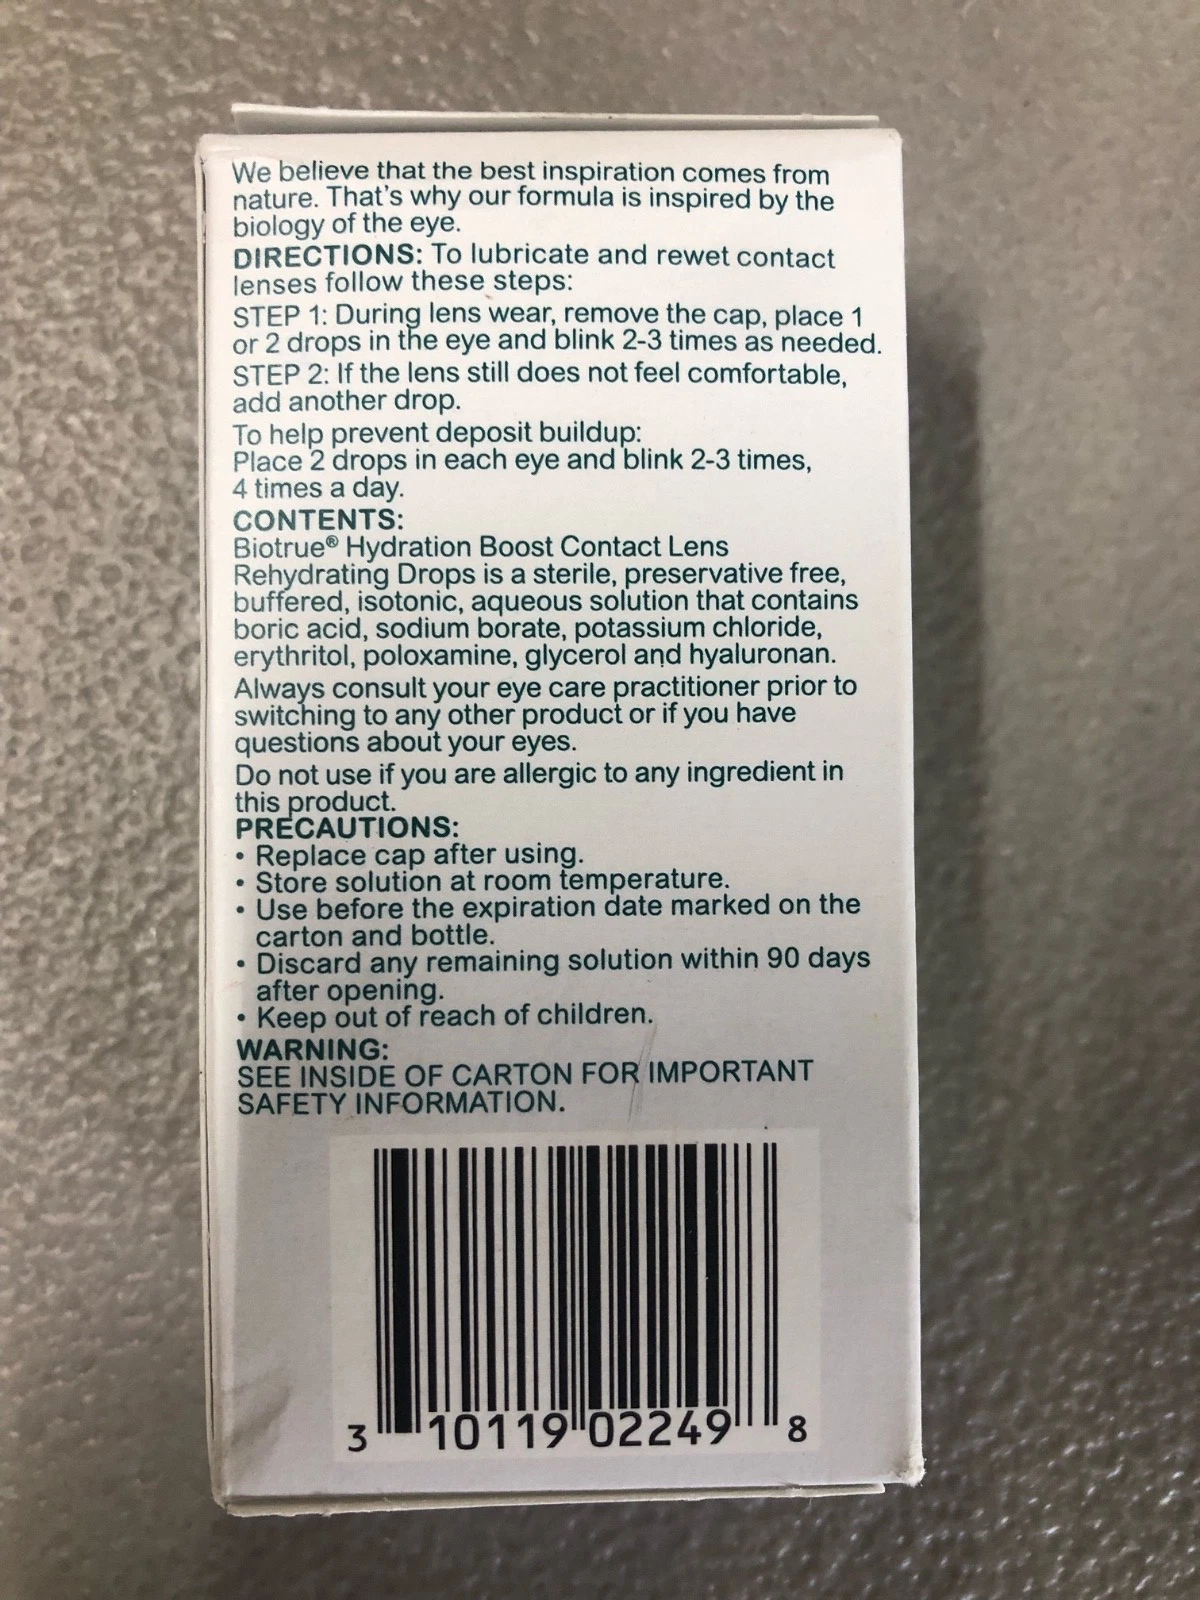 We believe that the best inspiration comes from
nature. That's why our formula is inspired by the
biology of the eye.
DIRECTIONS: To lubricate and rewet contact
lenses follow these steps:
STEP 1: During lens wear, remove the cap, place 1
or 2 drops in the eye and blink 2-3 times as needed.
STEP 2: If the lens still does not feel comfortable,
add another drop.
To help prevent deposit buildup:
Place 2 drops in each eye and blink 2-3 times,
4 times a day.
CONTENTS:
Biotrue® Hydration Boost Contact Lens
Rehydrating Drops is a sterile, preservative free,
buffered, isotonic, aqueous solution that contains
boric acid, sodium borate, potassium chloride,
erythritol, poloxamine, glycerol and hyaluronan.
Always consult your eye care practitioner prior to
switching to any other product or if you have
questions about your eyes.
Do not use if you are allergic to any ingredient in
this product.
PRECAUTIONS:
• Replace cap after using.
• Store solution at room temperature.
• Use before the expiration date marked on the
carton and bottle.
• Discard any remaining solution within 90 days
after opening.
• Keep out of reach of children.
WARNING:
SEE INSIDE OF CARTON FOR IMPORTANT
SAFETY INFORMATION.
3 10119 02249 8